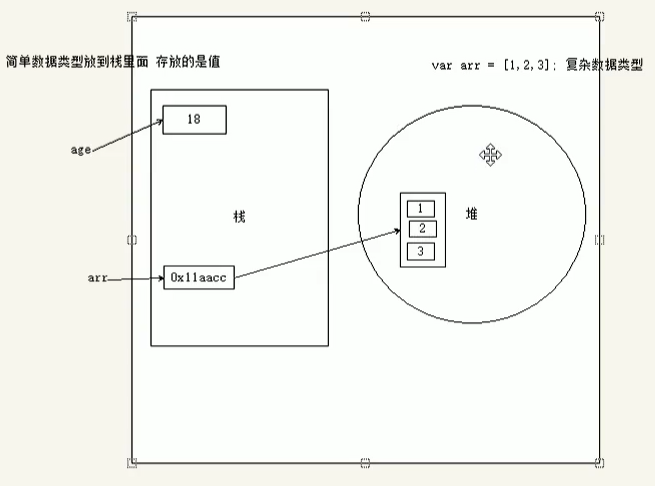 简单数据类型放到栈里面 存放的是值
var arr = [1,2,3]; 复杂数据类型
18
age
栈
堆
1
2
3
arr
0x11aacc